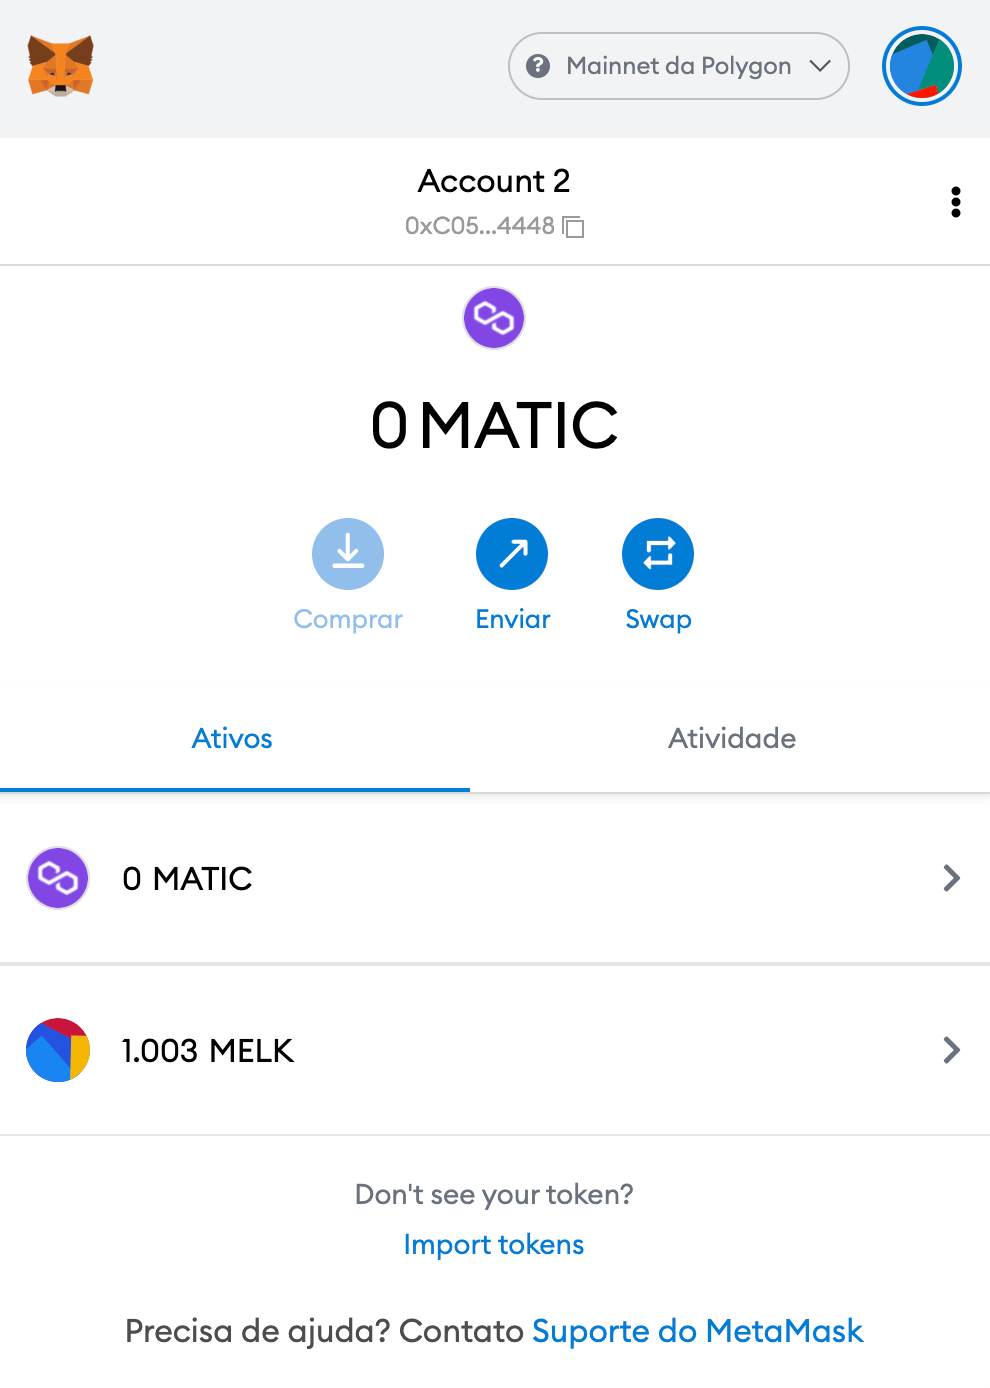 Mainnet da Polygon
Account 2
0xC05...4448
0 MATIC
Comprar
Enviar
Swap
Ativos
Atividade
0 MATIC
1.003 MELK
Don't see your token?
Import tokens
Precisa de ajuda? Contato Suporte do MetaMask